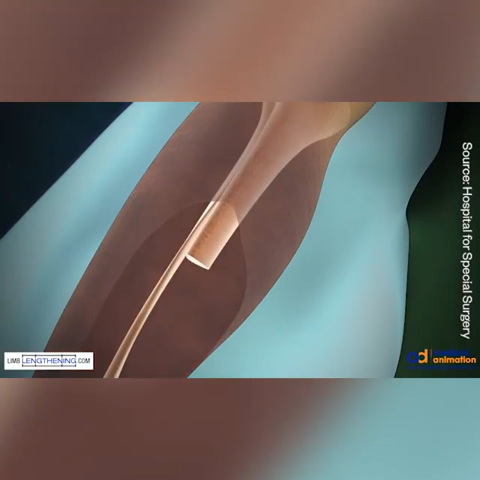 Source: Hospital for Special Surgery
LIMB LENGTHENING.COM
animation